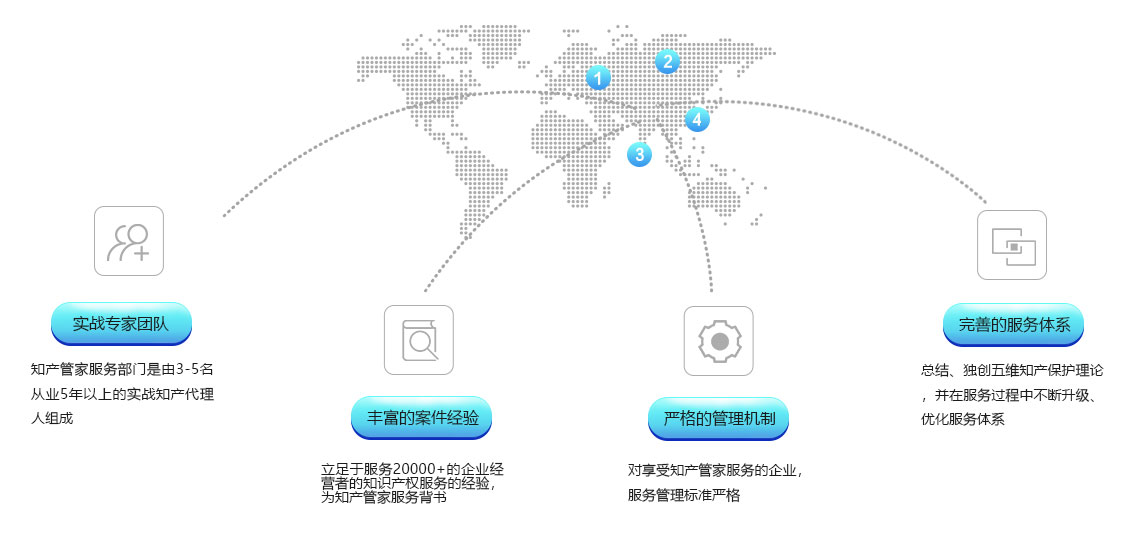 1
2
3
4
实战专家团队
知产管家服务部门是由3-5名
从业5年以上的实战知产代理
人组成
丰富的案件经验
立足于服务20000+的企业经
营者的知识产权服务的经验，
为知产管家服务背书
严格的管理机制
对享受知产管家服务的企业，
服务管理标准严格
完善的服务体系
总结、独创五维知产保护理论
，并在服务过程中不断升级、
优化服务体系